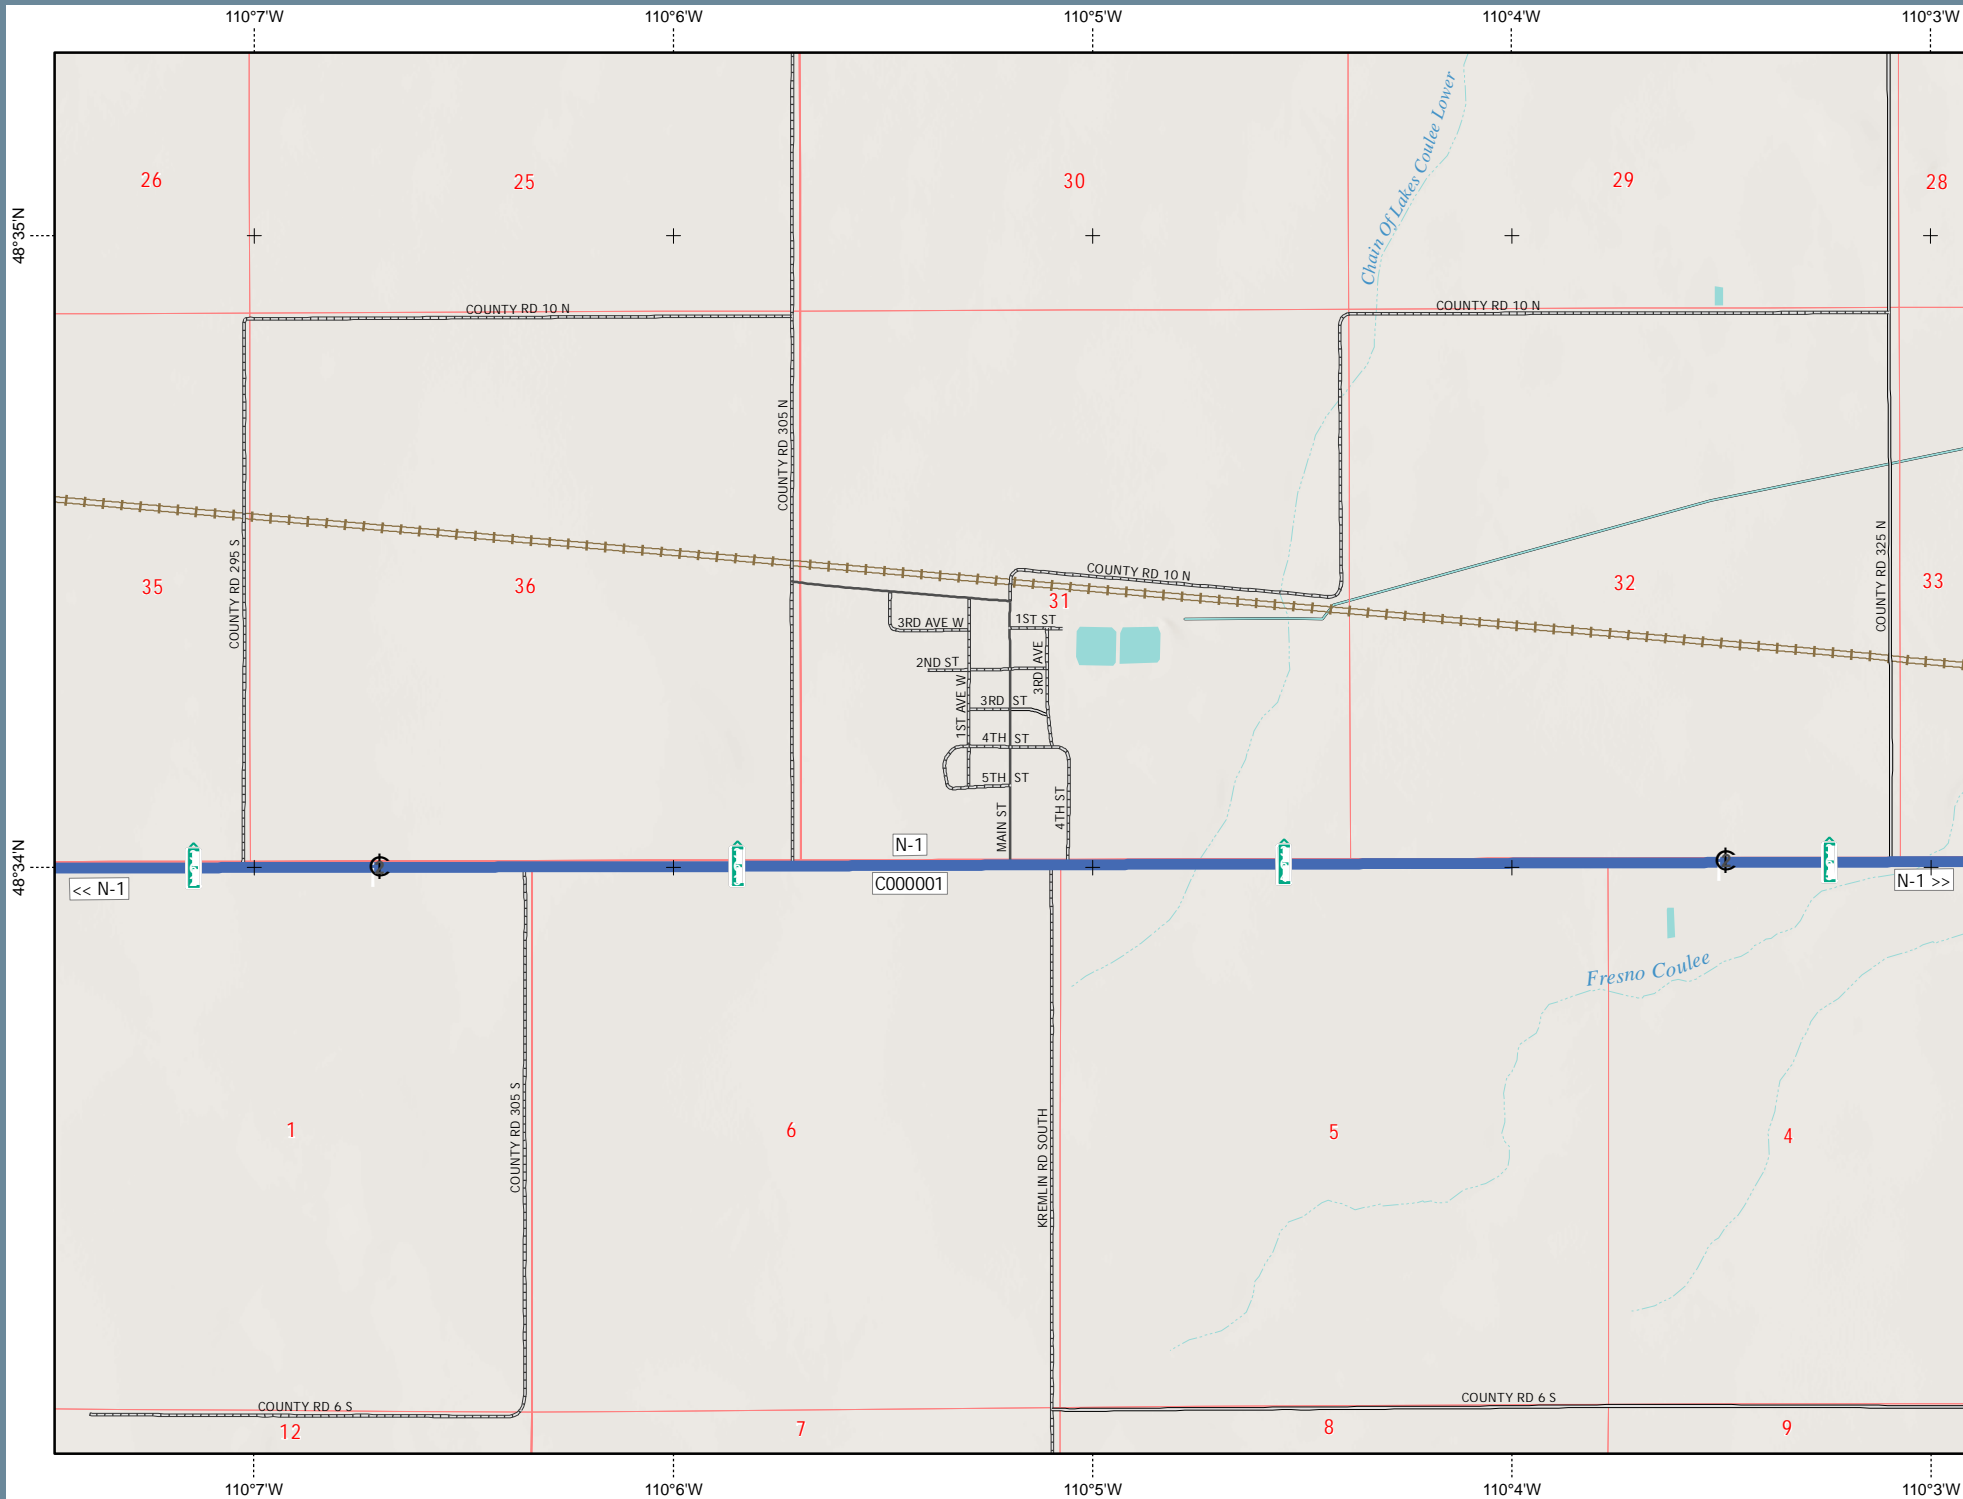 110°7'W
110°6'W
110°5'W
110°4'W
110°3'W
Chain Of Lakes Coulee Lower
26
25
30
29
28
48°35'N
COUNTY RD 10 N
COUNTY RD 10 N
COUNTY RD 305 N
COUNTY RD 295 S
COUNTY RD 325 N
COUNTY RD 10 N
35
36
31
32
33
3RD AVE W
1ST ST
2ND ST
3RD AVE
1ST AVE W
3RD ST
4TH ST
5TH ST
MAIN ST
4TH ST
48°34'N
N-1
<< N-1
C000001
N-1 >>
Fresno Coulee
COUNTY RD 305 S
KREMLIN RD SOUTH
1
6
5
4
COUNTY RD 6 S
COUNTY RD 6 S
12
7
8
9
110°7'W
110°6'W
110°5'W
110°4'W
110°3'W